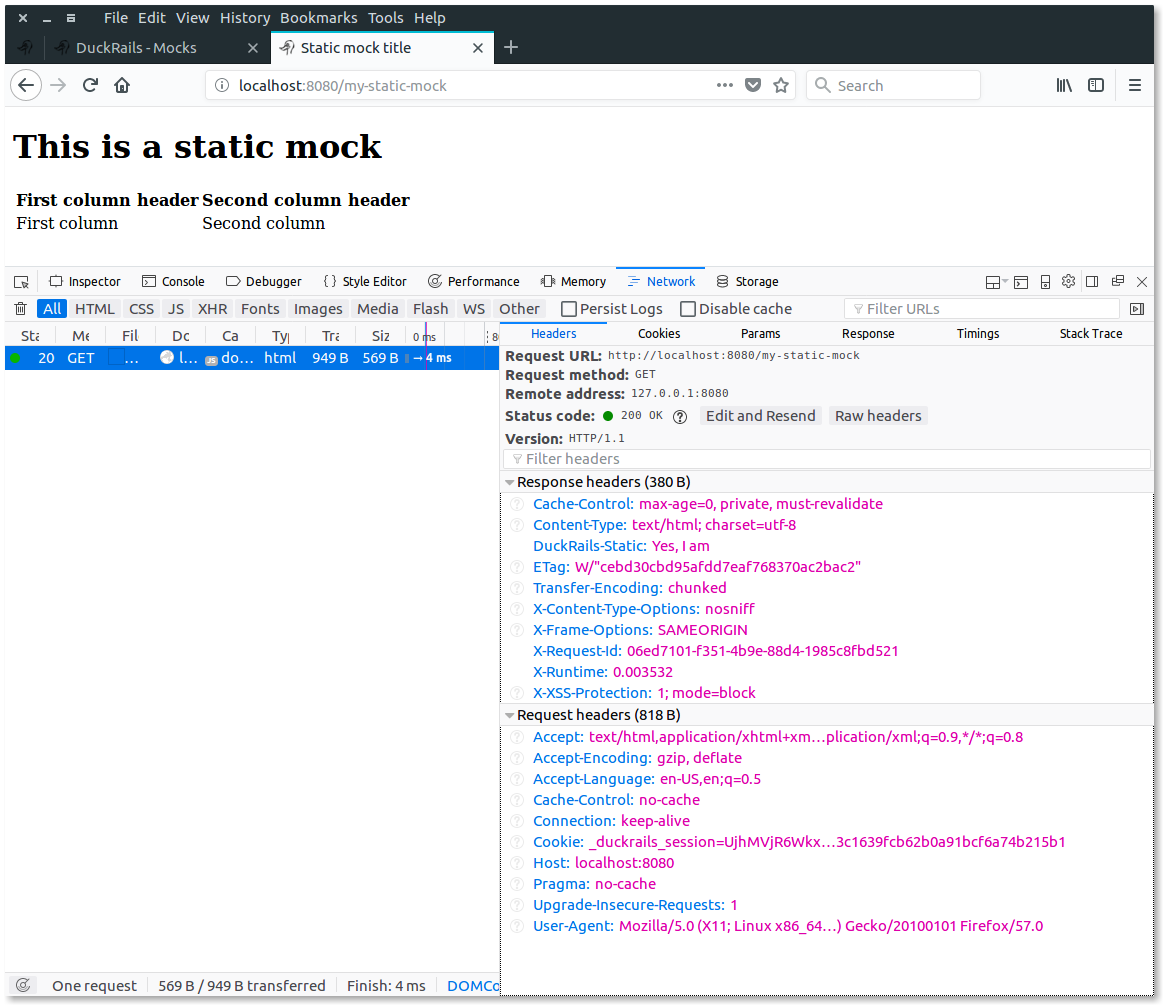 File Edit View History Bookmarks Tools Help
DuckRails - Mocks Static mock title
localhost:8080/my-static-mock Search
This is a static mock
First column header Second column header
First column Second column
Inspector Console Debugger Style Editor Performance Memory Network Storage
All HTML CSS JS XHR Fonts Images Media Flash WS Other Persist Logs Disable cache Filter URLs
Sta Me Fil Do Ca Typ Tra Siz 0 ms 80 Headers Cookies Params Response Timings Stack Trace
20 GET ... l... JS do... html 949 B 569 B → 4 ms
Request URL: http://localhost:8080/my-static-mock
Request method: GET
Remote address: 127.0.0.1:8080
Status code: 200 OK Edit and Resend Raw headers
Version: HTTP/1.1
Filter headers
Response headers (380 B)
Cache-Control: max-age=0, private, must-revalidate
Content-Type: text/html; charset=utf-8
DuckRails-Static: Yes, I am
ETag: W/"cebd30cbd95afdd7eaf768370ac2bac2"
Transfer-Encoding: chunked
X-Content-Type-Options: nosniff
X-Frame-Options: SAMEORIGIN
X-Request-Id: 06ed7101-f351-4b9e-88d4-1985c8fbd521
X-Runtime: 0.003532
X-XSS-Protection: 1; mode=block
Request headers (818 B)
Accept: text/html,application/xhtml+xm…plication/xml;q=0.9,*/*;q=0.8
Accept-Encoding: gzip, deflate
Accept-Language: en-US,en;q=0.5
Cache-Control: no-cache
Connection: keep-alive
Cookie: _duckrails_session=UjhMVjR6Wkx…3c1639fcb62b0a91bcf6a74b215b1
Host: localhost:8080
Pragma: no-cache
Upgrade-Insecure-Requests: 1
User-Agent: Mozilla/5.0 (X11; Linux x86_64…) Gecko/20100101 Firefox/57.0
One request 569 B / 949 B transferred Finish: 4 ms DOMCo